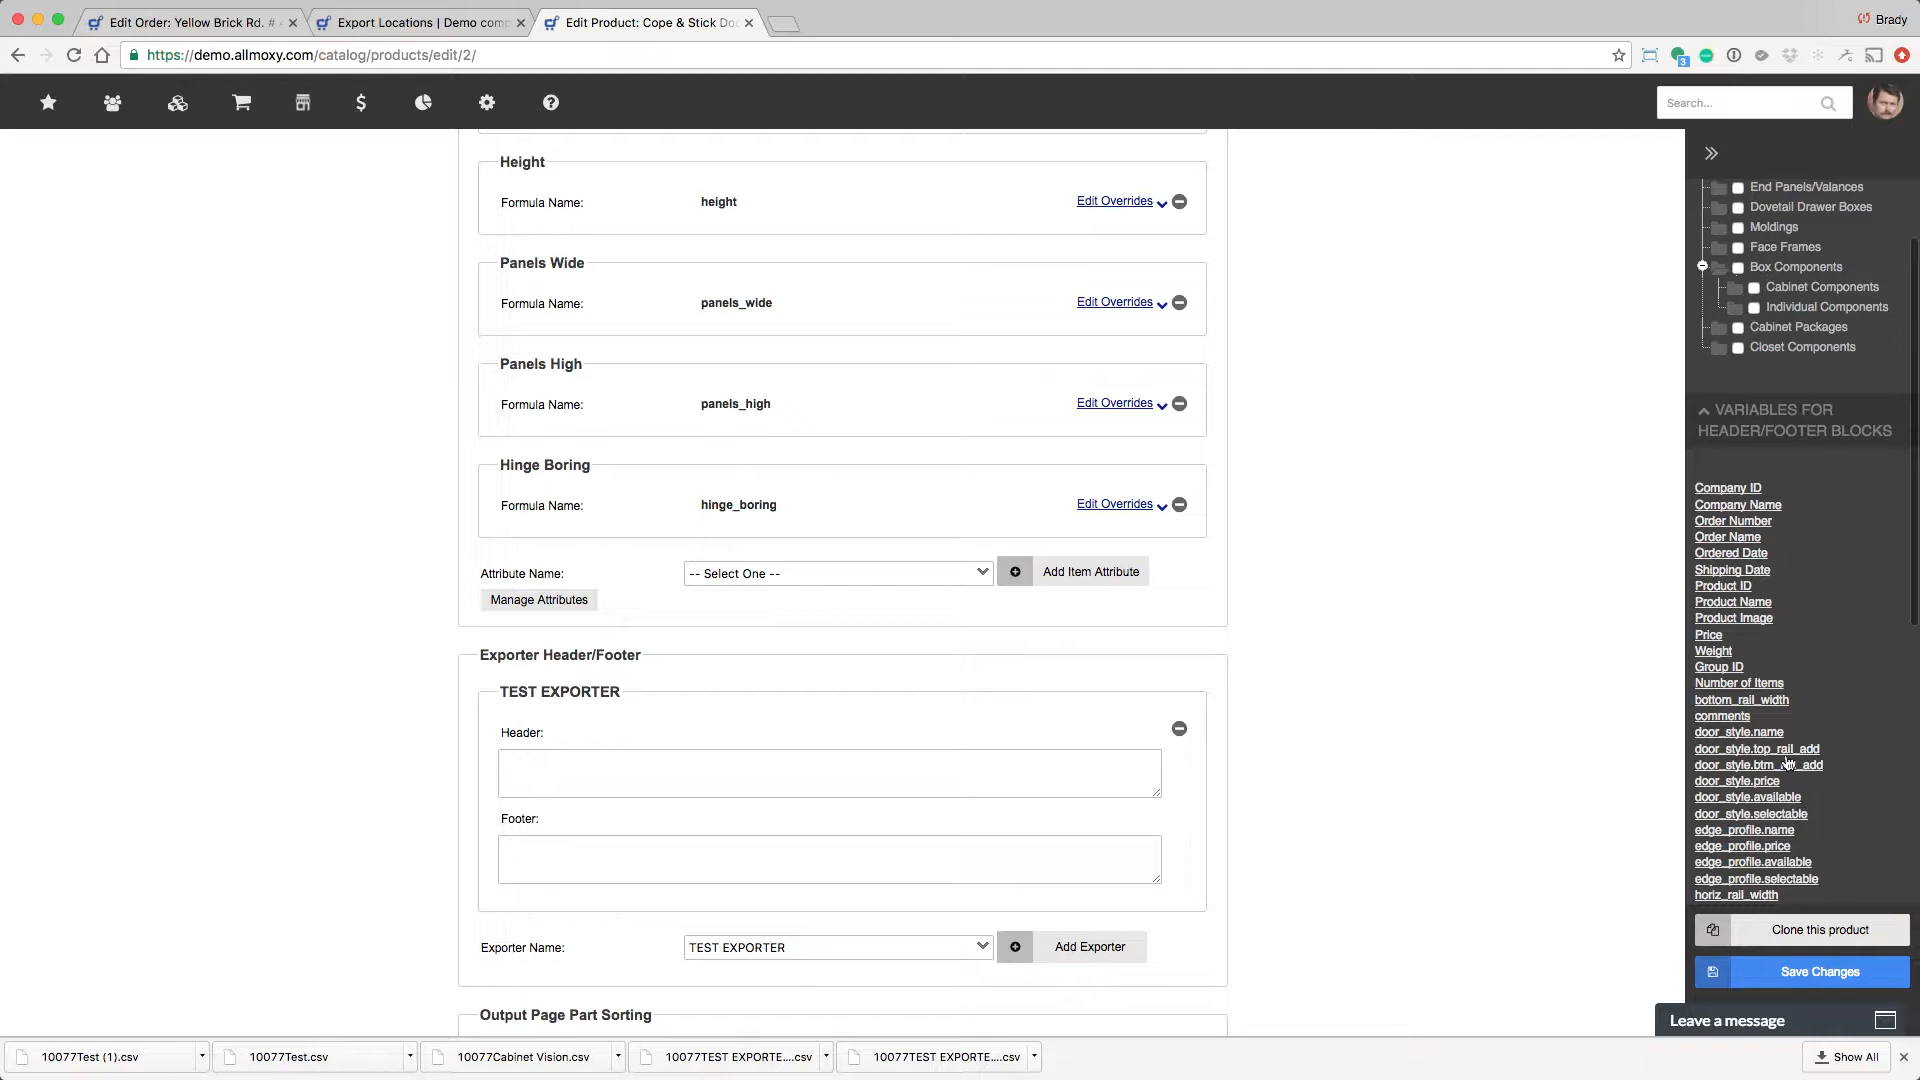 Edit Order: Yellow Brick Rd. #
Export Locations | Demo comp
Edit Product: Cope & Stick Doo
Brady
https://demo.allmoxy.com/catalog/products/edit/2/
3
Search...
Height
Formula Name:
height
Edit Overrides
Panels Wide
Formula Name:
panels_wide
Edit Overrides
Panels High
Formula Name:
panels_high
Edit Overrides
Hinge Boring
Formula Name:
hinge_boring
Edit Overrides
Attribute Name:
-- Select One --
Add Item Attribute
Manage Attributes
Exporter Header/Footer
TEST EXPORTER
Header:
Footer:
Exporter Name:
TEST EXPORTER
Add Exporter
Output Page Part Sorting
End Panels/Valances
Dovetail Drawer Boxes
Moldings
Face Frames
Box Components
Cabinet Components
Individual Components
Cabinet Packages
Closet Components
VARIABLES FOR
HEADER/FOOTER BLOCKS
Company ID
Company Name
Order Number
Order Name
Ordered Date
Shipping Date
Product ID
Product Name
Product Image
Price
Weight
Group ID
Number of Items
bottom_rail_width
comments
door_style.name
door_style.top_rail_add
door_style.btm_rail_add
door_style.price
door_style.available
door_style.selectable
edge_profile.name
edge_profile.price
edge_profile.available
edge_profile.selectable
horiz_rail_width
Clone this product
Save Changes
Leave a message
10077Test (1).csv
10077Test.csv
10077Cabinet Vision.csv
10077TEST EXPORTE....csv
10077TEST EXPORTE....csv
Show All